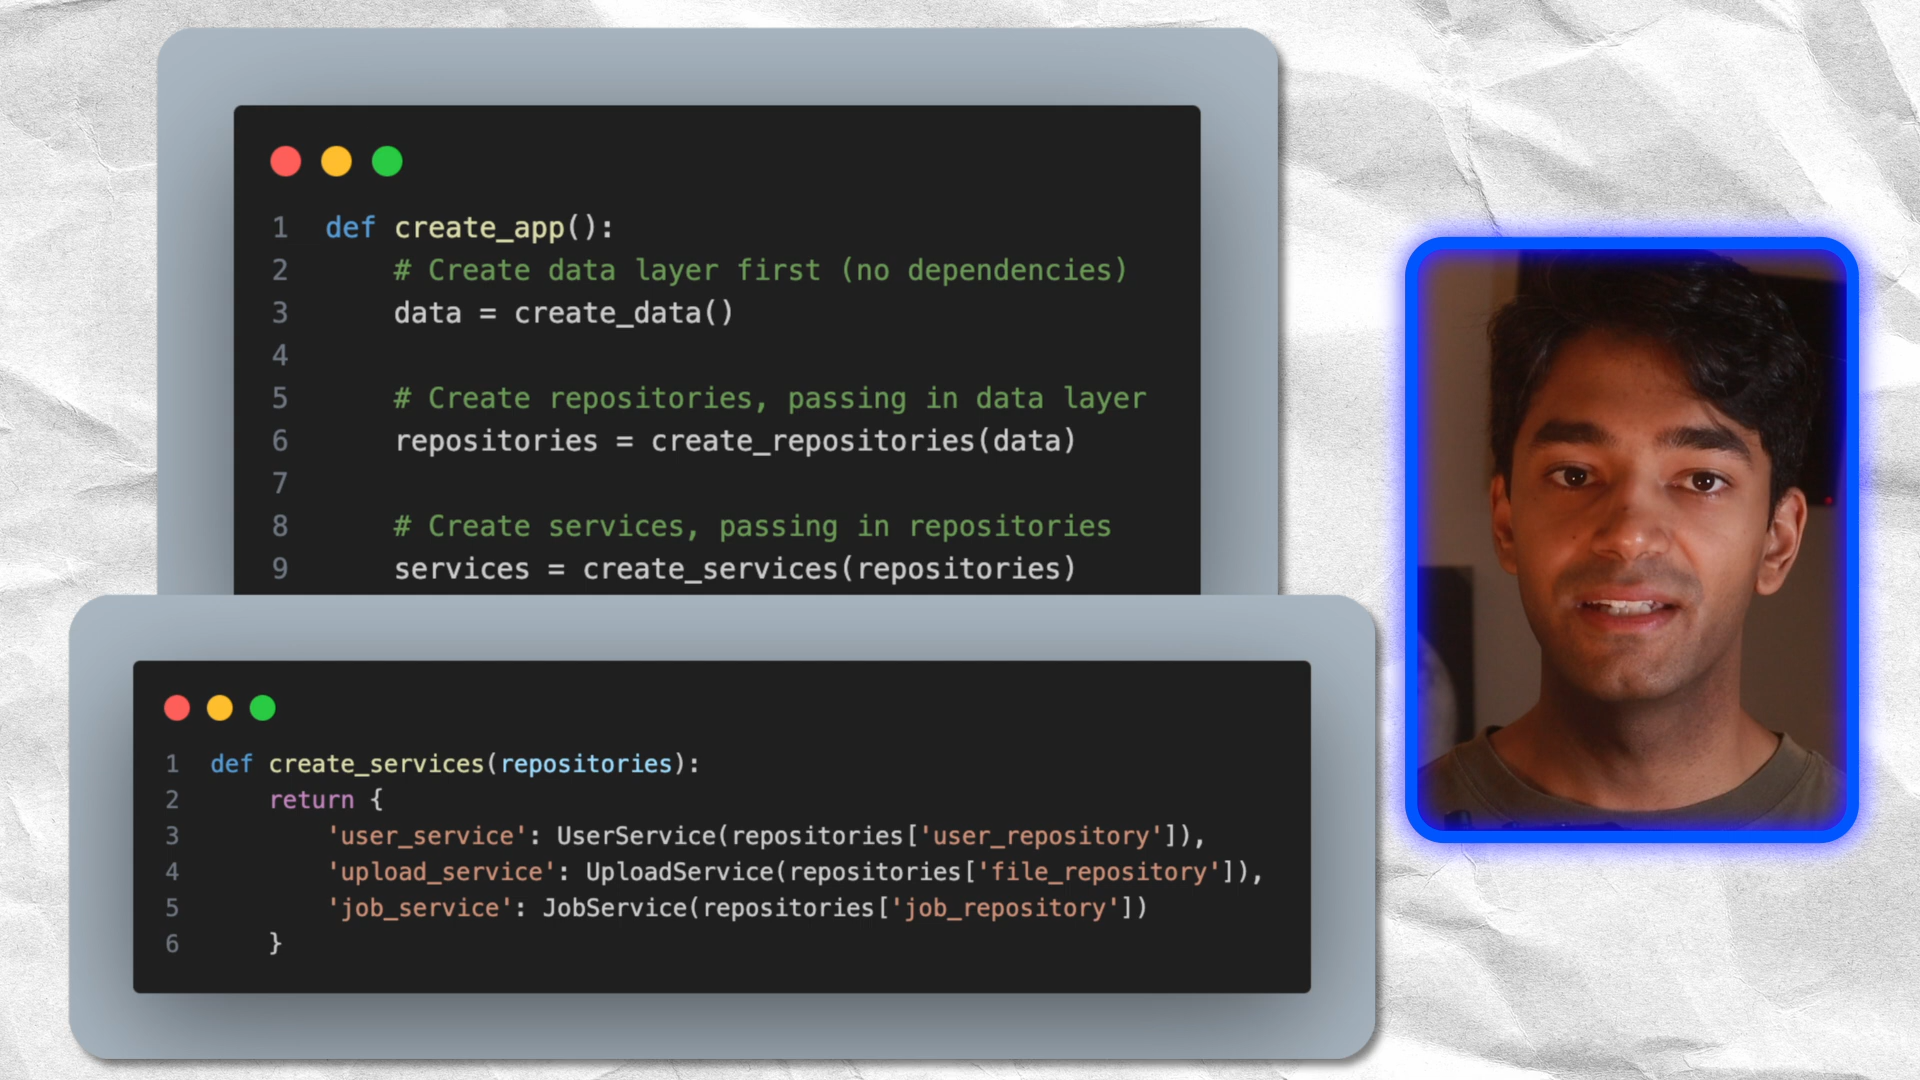 1 def create_app():
2 # Create data layer first (no dependencies)
3 data = create_data()
4
5 # Create repositories, passing in data layer
6 repositories = create_repositories(data)
7
8 # Create services, passing in repositories
9 services = create_services(repositories)
1 def create_services(repositories):
2 return {
3 'user_service': UserService(repositories['user_repository']),
4 'upload_service': UploadService(repositories['file_repository']),
5 'job_service': JobService(repositories['job_repository'])
6 }